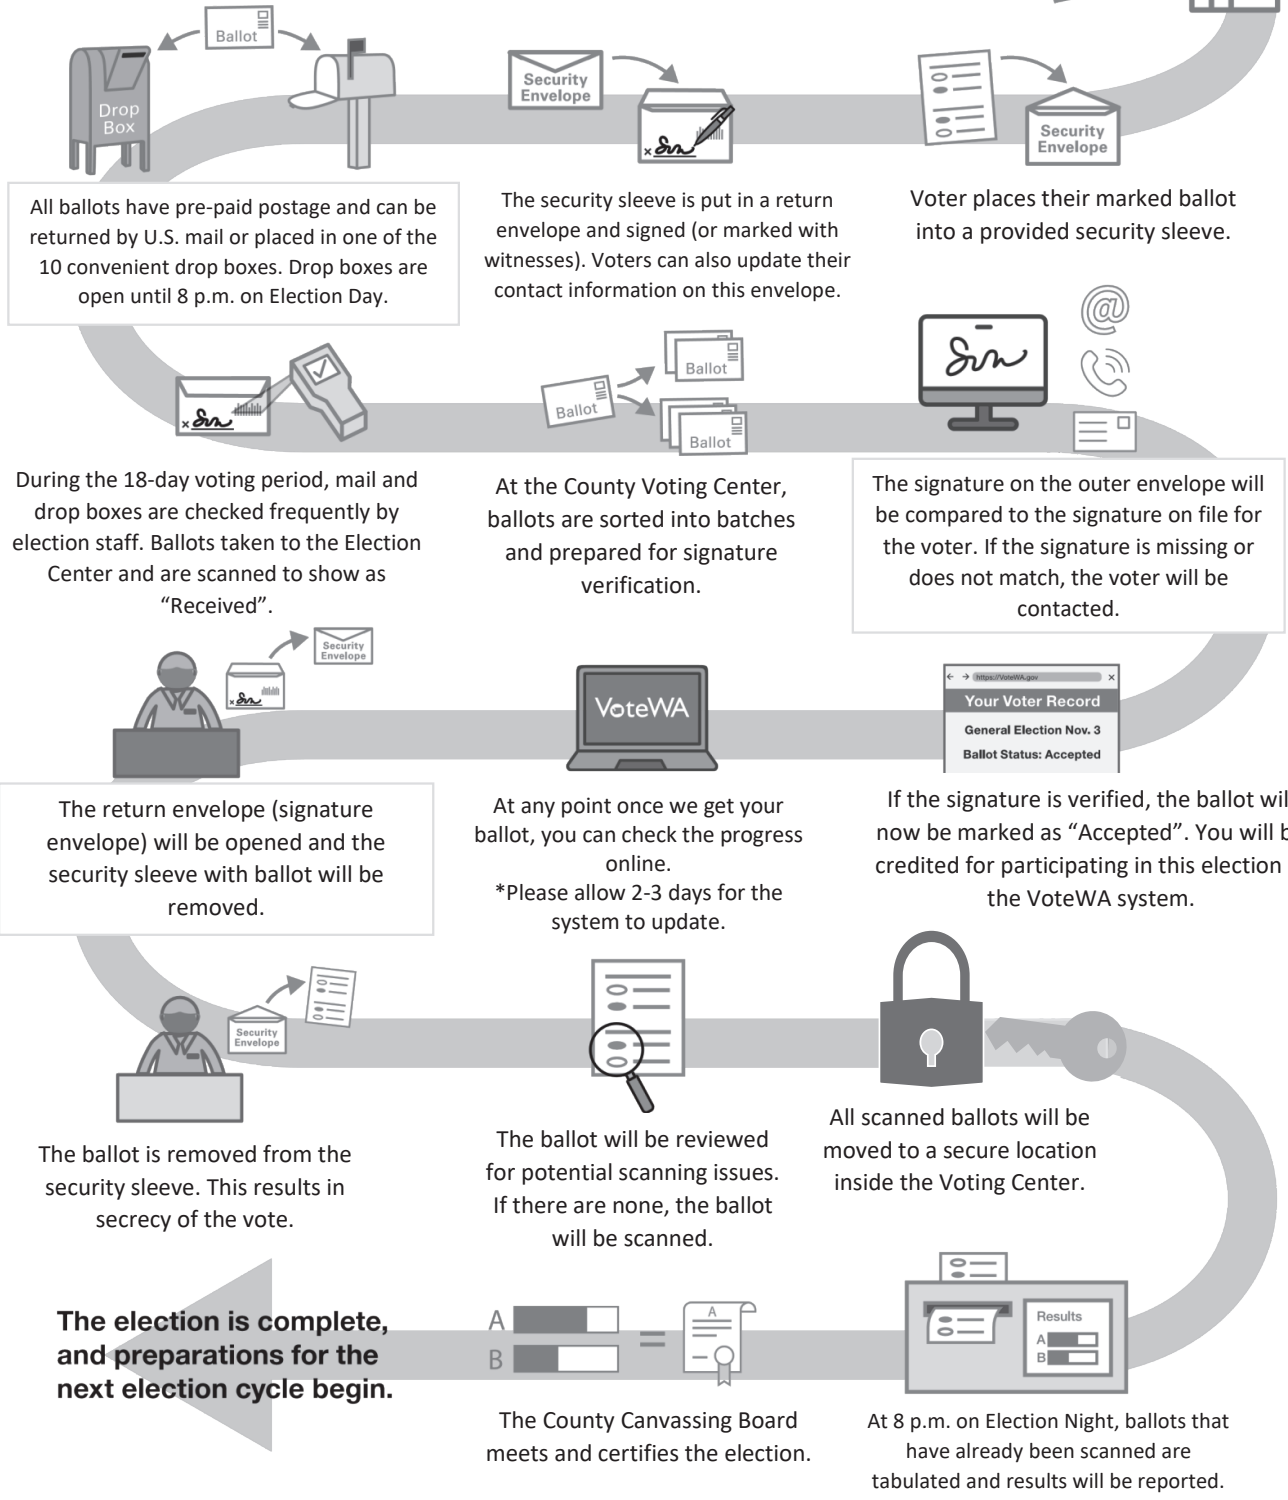 Ballot
Drop
Box
All ballots have pre-paid postage and can be
returned by U.S. mail or placed in one of the
10 convenient drop boxes. Drop boxes are
open until 8 p.m. on Election Day.
Security
Envelope
The security sleeve is put in a return
envelope and signed (or marked with
witnesses). Voters can also update their
contact information on this envelope.
Security
Envelope
Voter places their marked ballot
into a provided security sleeve.
During the 18-day voting period, mail and
drop boxes are checked frequently by
election staff. Ballots taken to the Election
Center and are scanned to show as
“Received”.
Ballot
Ballot
Ballot
At the County Voting Center,
ballots are sorted into batches
and prepared for signature
verification.
@
The signature on the outer envelope will
be compared to the signature on file for
the voter. If the signature is missing or
does not match, the voter will be
contacted.
Security
Envelope
The return envelope (signature
envelope) will be opened and the
security sleeve with ballot will be
removed.
VoteWA
At any point once we get your
ballot, you can check the progress
online.
*Please allow 2-3 days for the
system to update.
https://VoteWA.gov
Your Voter Record
General Election Nov. 3
Ballot Status: Accepted
If the signature is verified, the ballot wil
now be marked as “Accepted”. You will b
credited for participating in this election
the VoteWA system.
Security
Envelope
The ballot is removed from the
security sleeve. This results in
secrecy of the vote.
The ballot will be reviewed
for potential scanning issues.
If there are none, the ballot
will be scanned.
All scanned ballots will be
moved to a secure location
inside the Voting Center.
The election is complete,
and preparations for the
next election cycle begin.
A
B
=
A
The County Canvassing Board
meets and certifies the election.
Results
A
B
At 8 p.m. on Election Night, ballots that
have already been scanned are
tabulated and results will be reported.